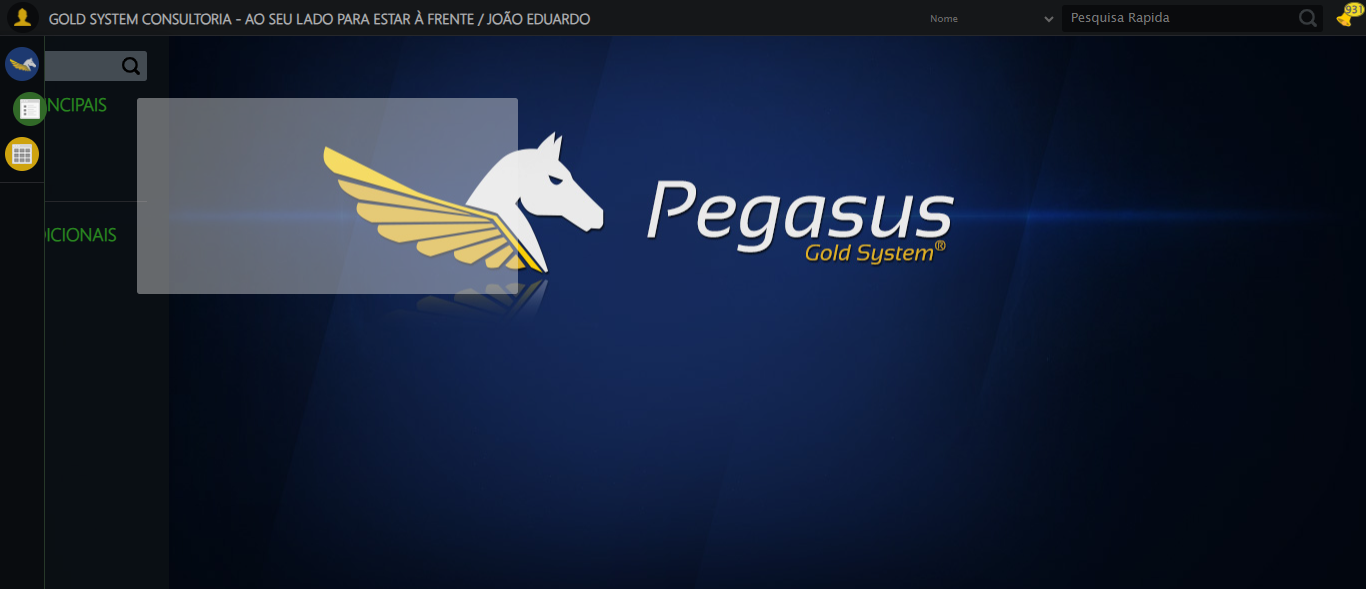 GOLD SYSTEM CONSULTORIA - AO SEU LADO PARA ESTAR À FRENTE / JOÃO EDUARDO
Nome
Pesquisa Rapida
931
NCIPAIS
DICIONAIS
Pegasus
Gold System®